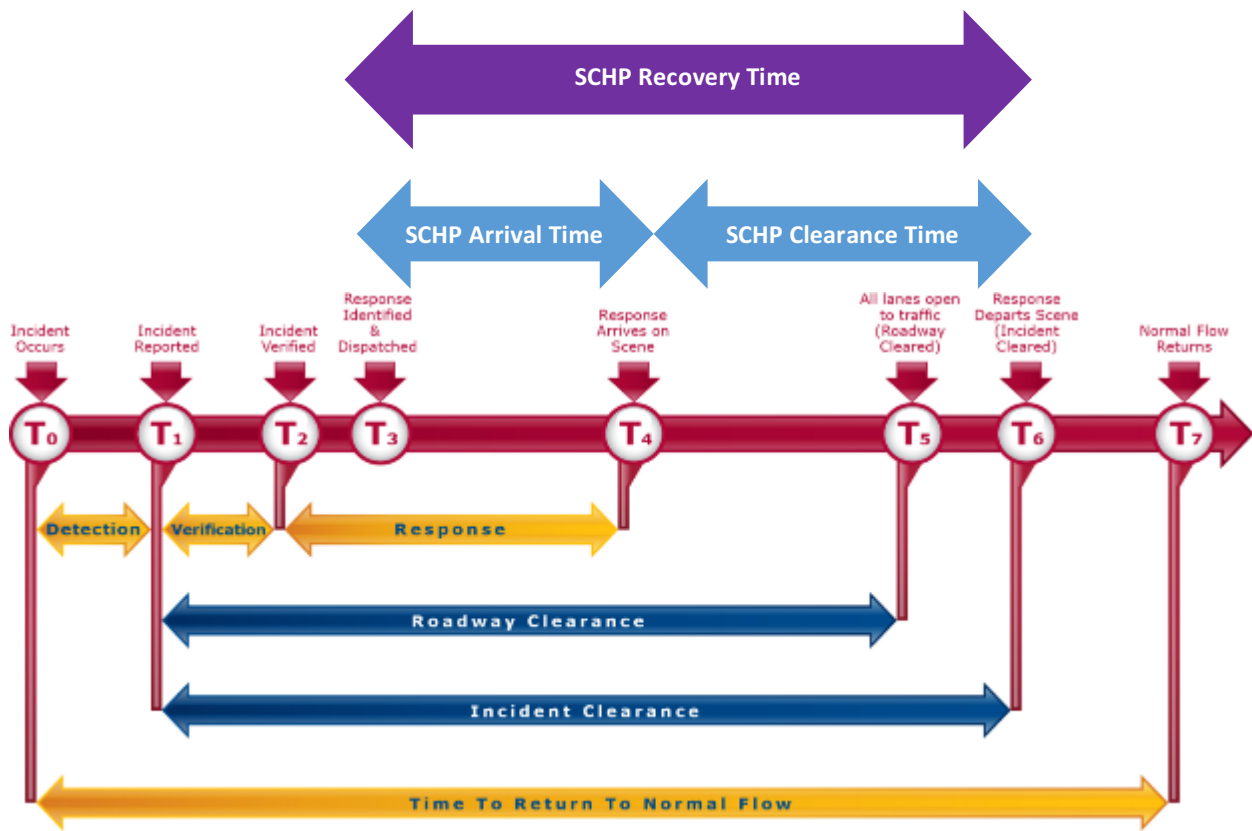 SCHP Recovery Time
SCHP Arrival Time
SCHP Clearance Time
Incident
Occurs
Incident
Reported
Incident
Verified
Response
Identified
&
Dispatched
Response
Arrives on
Scene
All lanes open
to traffic
(Roadway
Cleared)
Response
Departs Scene
(Incident
Cleared)
Normal Flow
Returns
T0
T1
T2
T3
T4
T5
T6
T7
Detection
Verification
Response
Roadway Clearance
Incident Clearance
Time To Return To Normal Flow